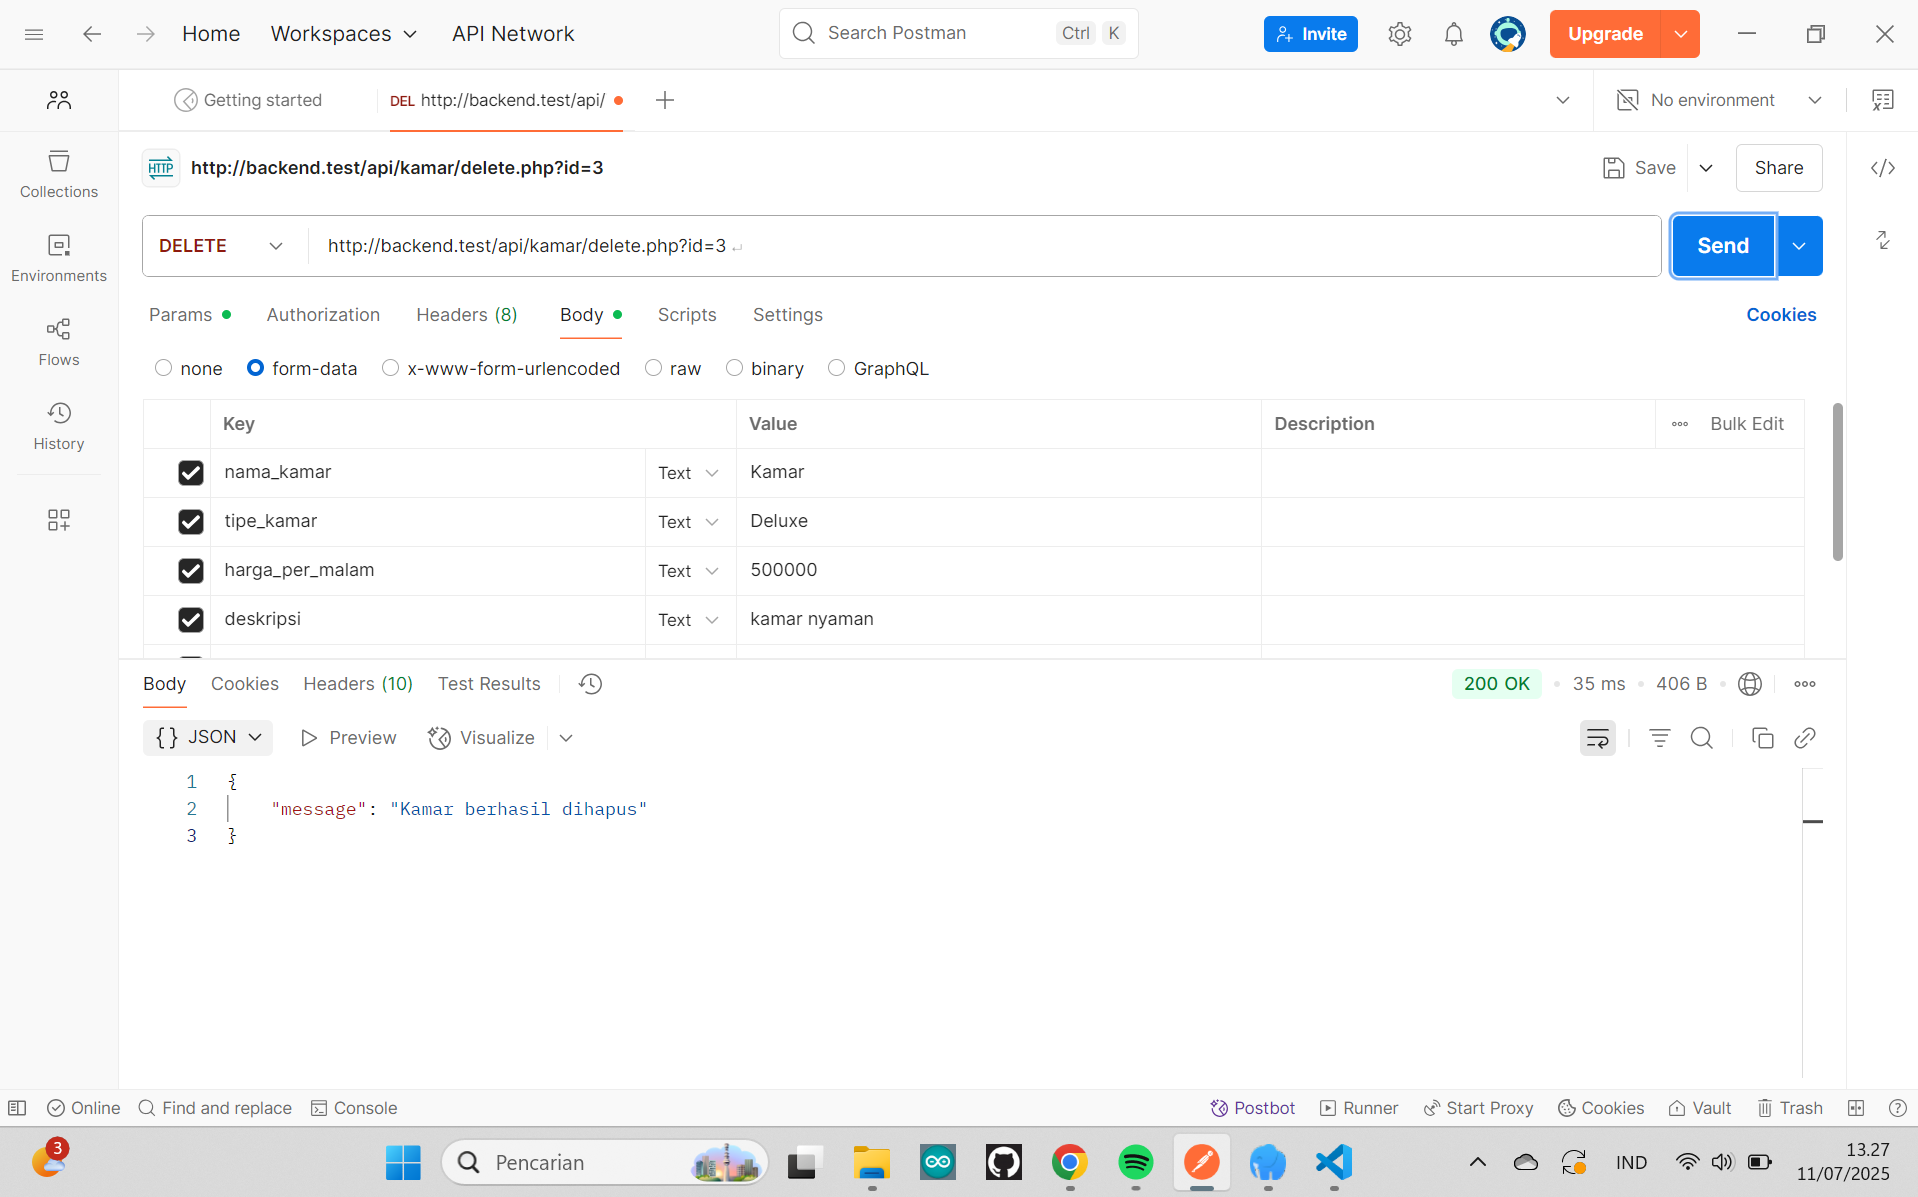 Home
Workspaces
API Network
Search Postman
Ctrl K
Invite
Upgrade
Getting started
DEL http://backend.test/api/
No environment
Collections
Environments
Flows
History
HTTP
http://backend.test/api/kamar/delete.php?id=3
Save
Share
DELETE
http://backend.test/api/kamar/delete.php?id=3
Send
Params
Authorization
Headers (8)
Body
Scripts
Settings
Cookies
none
form-data
x-www-form-urlencoded
raw
binary
GraphQL
Key
Value
Description
Bulk Edit
nama_kamar
Text
Kamar
tipe_kamar
Text
Deluxe
harga_per_malam
Text
500000
deskripsi
Text
kamar nyaman
Body
Cookies
Headers (10)
Test Results
200 OK
35 ms
406 B
{} JSON
Preview
Visualize
1 {
2 "message": "Kamar berhasil dihapus"
3 }
Online
Find and replace
Console
Postbot
Runner
Start Proxy
Cookies
Vault
Trash
3
Pencarian
IND
13.27
11/07/2025